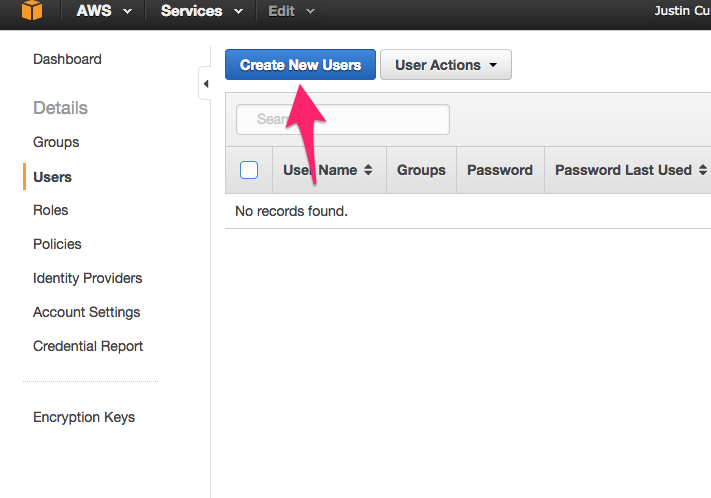 AWS Services Edit Justin Cu
Dashboard
Details
Groups
Users
Roles
Policies
Identity Providers
Account Settings
Credential Report
Encryption Keys
Create New Users User Actions
User Name Groups Password Password Last Used
No records found.